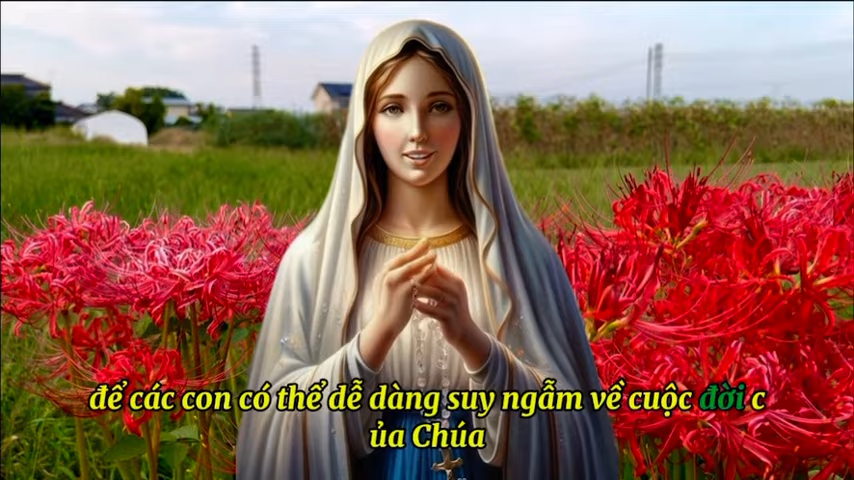 để các con có thể dễ dàng suy ngẫm về cuộc đời c
ủa Chúa